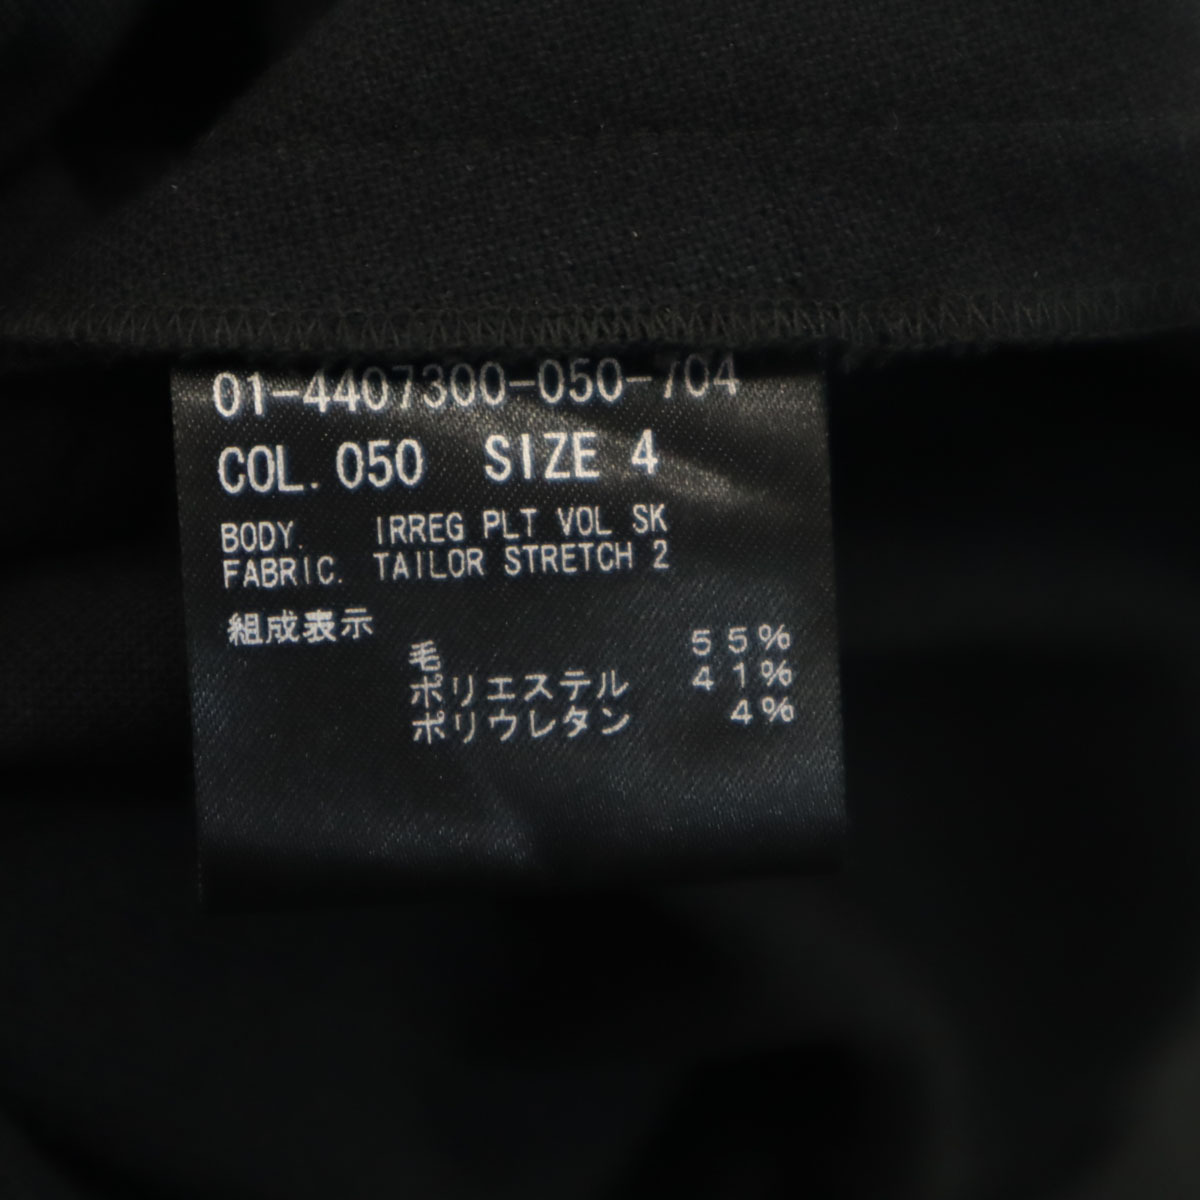 01-4407300-050-704
COL. 050 SIZE 4
BODY. IRREG PLT VOL SK
FABRIC. TAILOR STRETCH 2
組成表示
毛 55%
ポリエステル 41%
ポリウレタン 4%